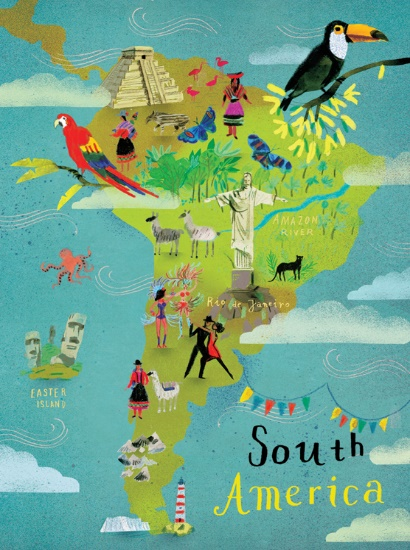 AMAZON
RIVER
Rio de Janeiro
EASTER
ISLAND
South
America